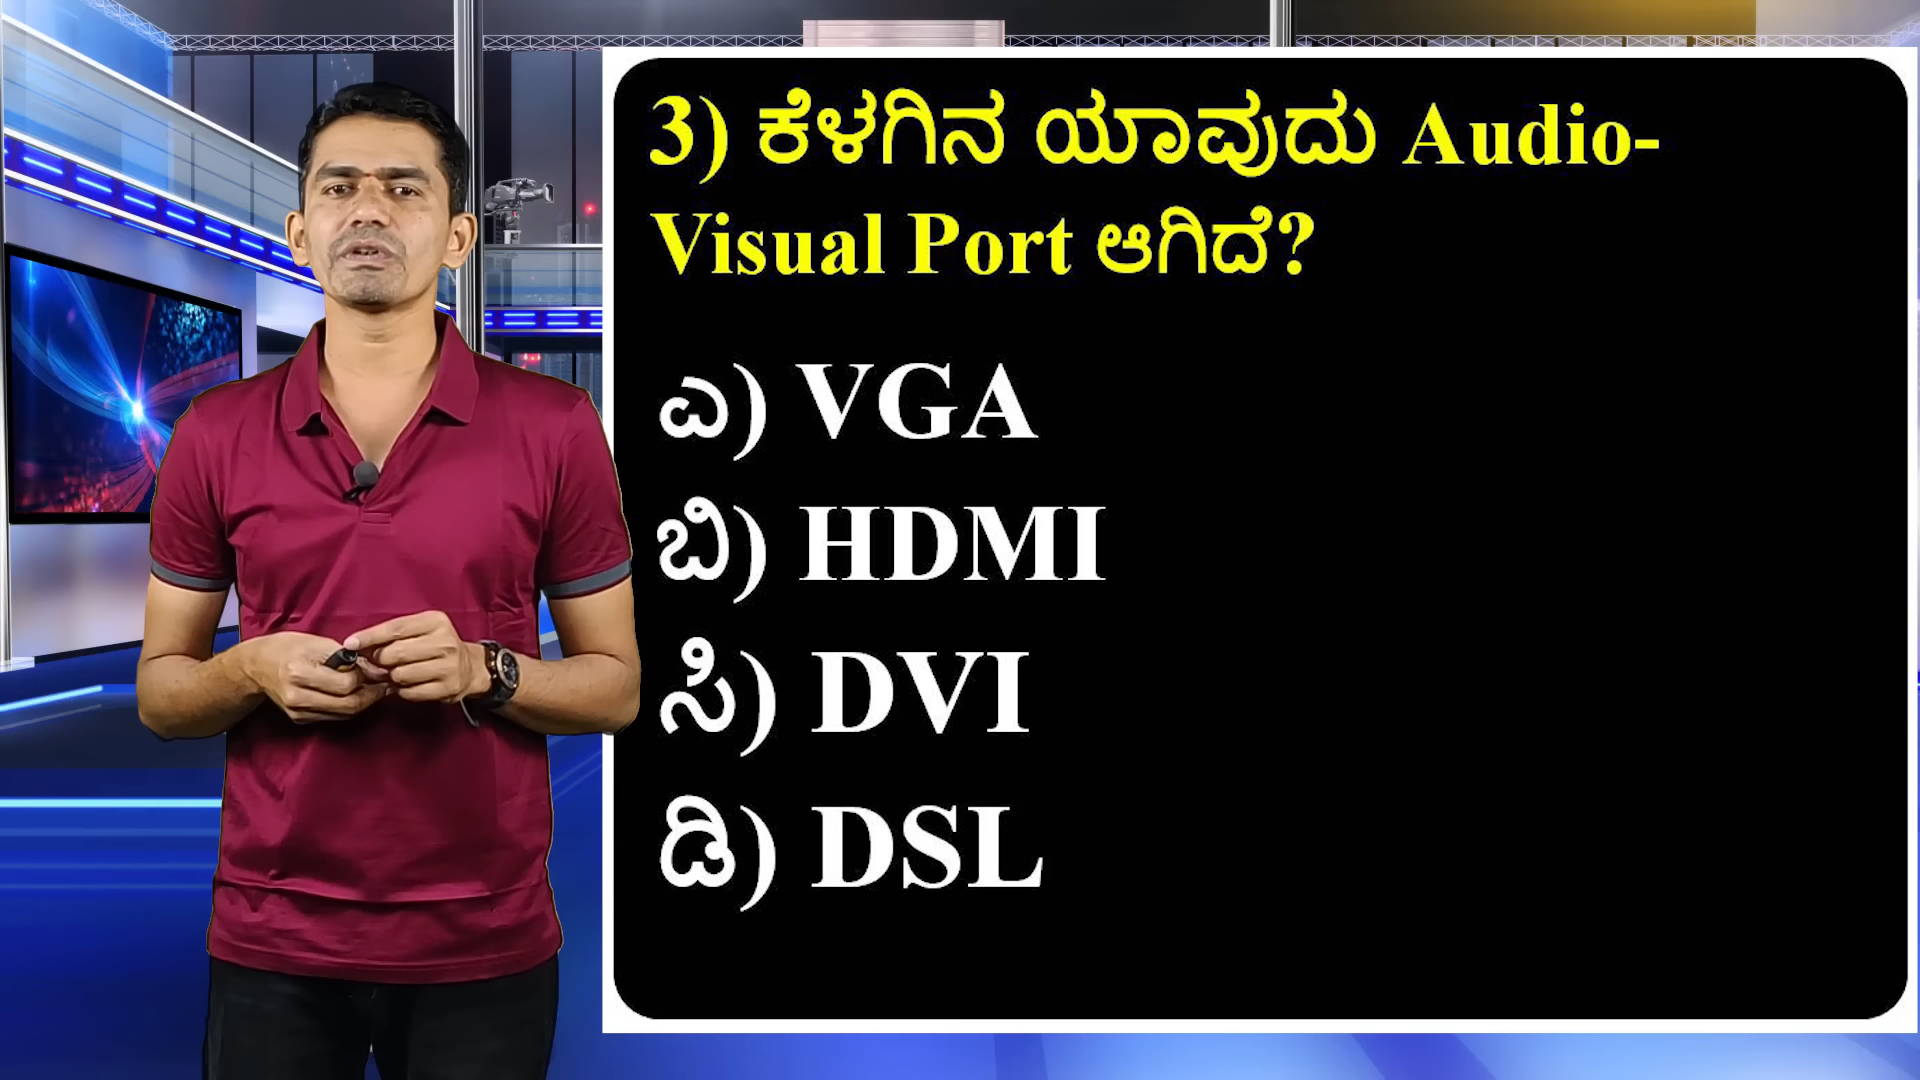 3) ಕೆಳಗಿನ ಯಾವುದು Audio-
Visual Port ಆಗಿದೆ?
ಎ) VGA
ಬಿ) HDMI
ಸಿ) DVI
ಡಿ) DSL